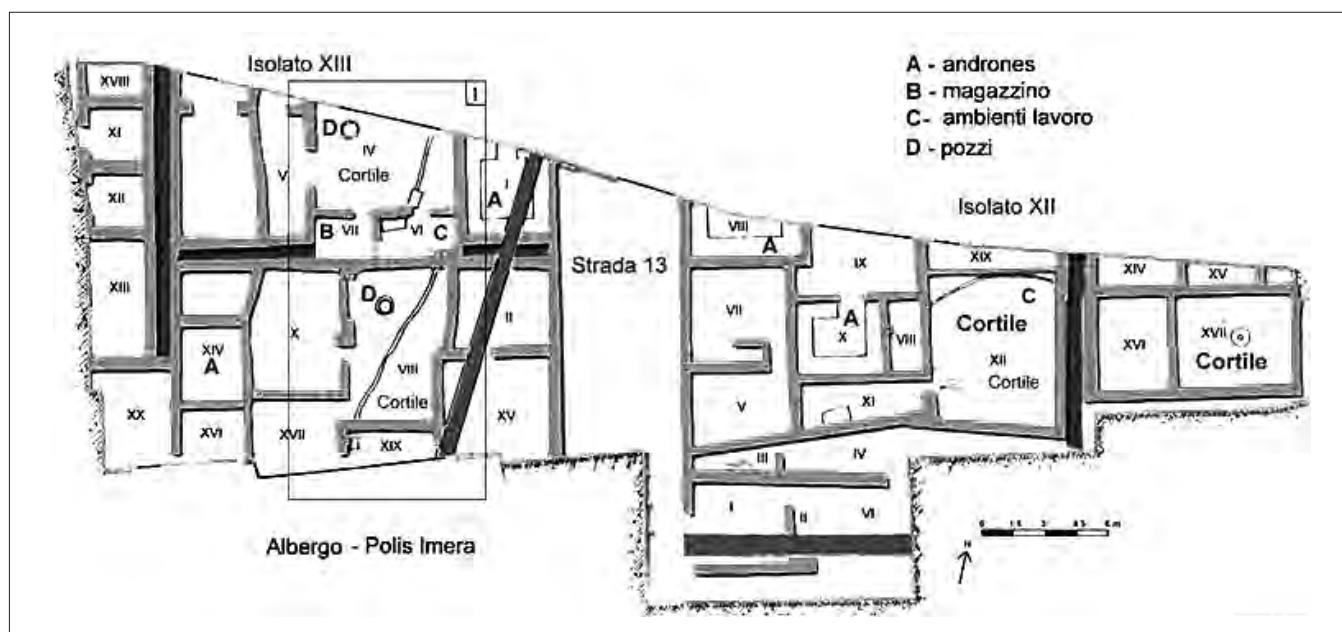 Isolato XIII
A - andrones
B - magazzino
C- ambienti lavoro
D - pozzi
Isolato XII
Strada 13
XVIII
XI
XII
XIII
XX
V
D
IV
Cortile
I
I
A
B
VII
VI
C
D
XIV
A
X
VIII
Cortile
II
XV
XVI
XVII
XIX
VIII
A
IX
XIX
XIV
XV
VII
A
X
VIII
C
Cortile
XII
Cortile
XVI
XVII
Cortile
V
XI
III
IV
I
II
VI
Albergo - Polis Imera
N